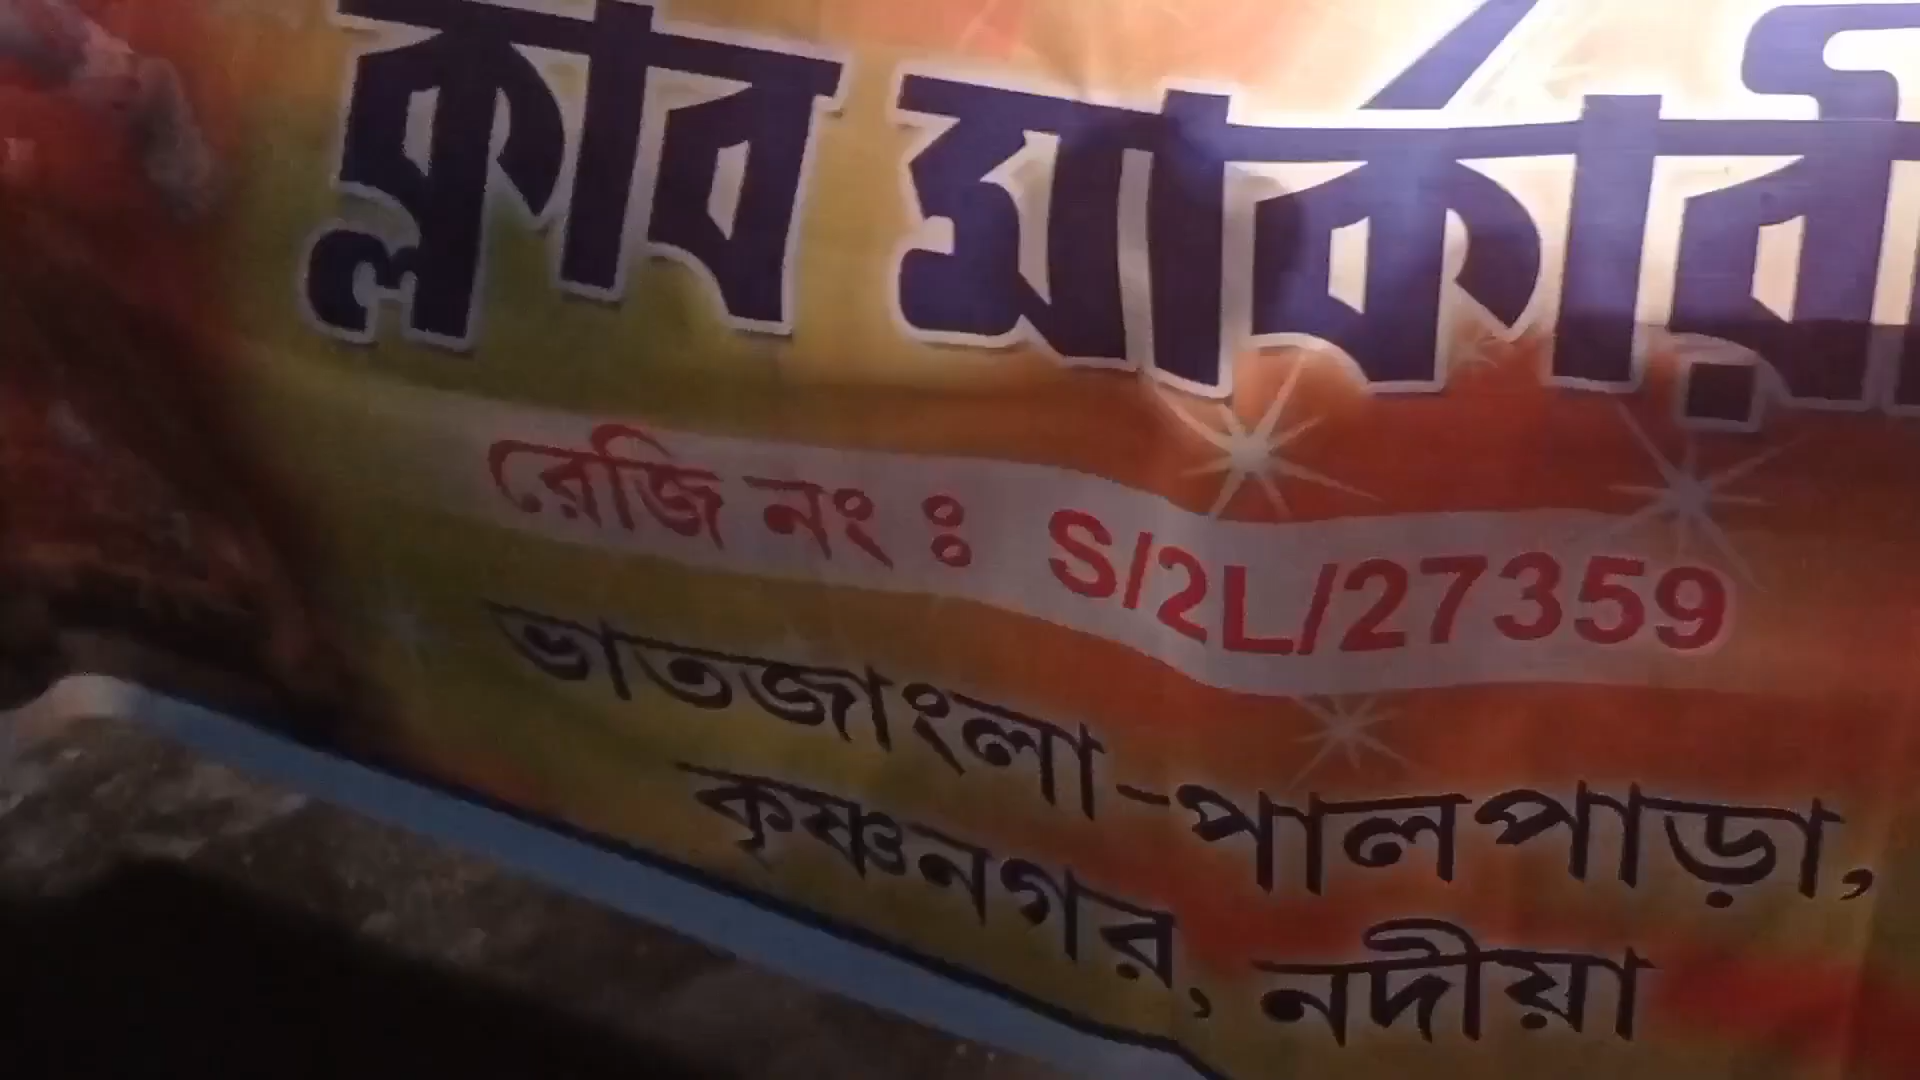 ক্লাব মার্কারী
রেজি নং ঃ S/2L/27359
ভাতজাংলা-পালপাড়া,
কৃষ্ণনগর, নদীয়া